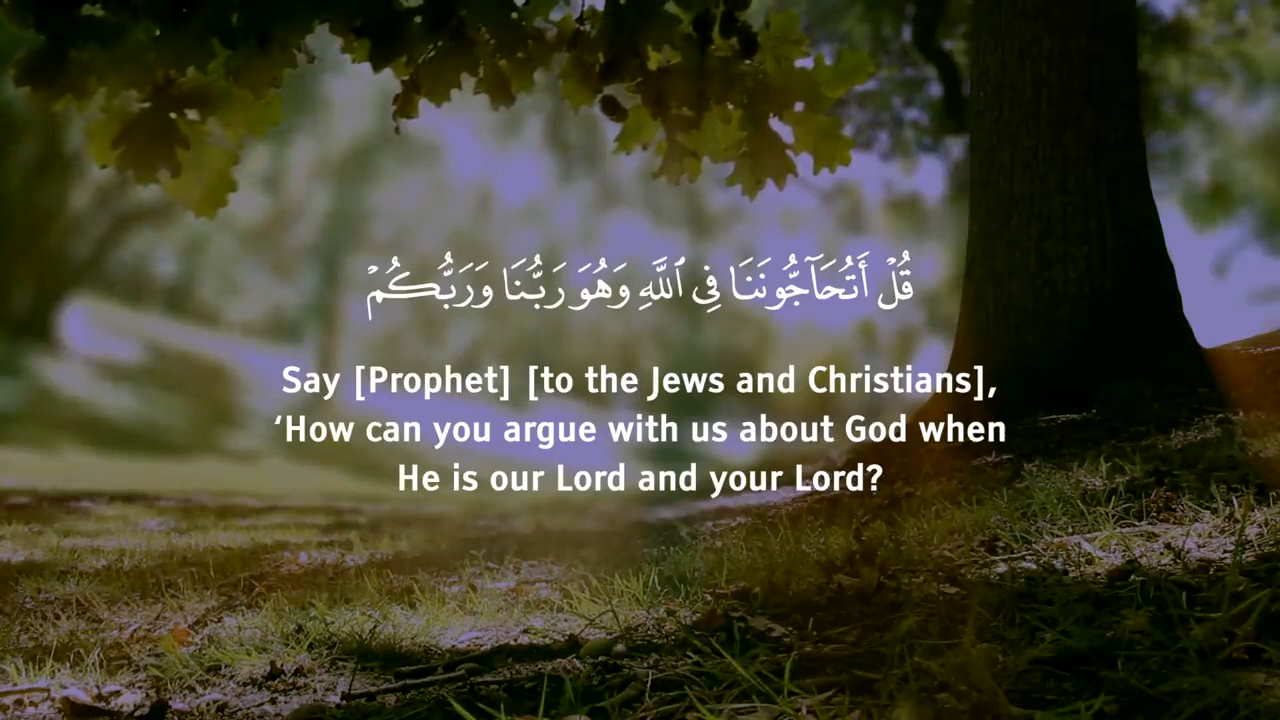 قُلۡ أَتُحَآجُّونَنَا فِي ٱللَّهِ وَهُوَ رَبُّنَا وَرَبُّكُمۡ
Say [Prophet] [to the Jews and Christians],
‘How can you argue with us about God when
He is our Lord and your Lord?